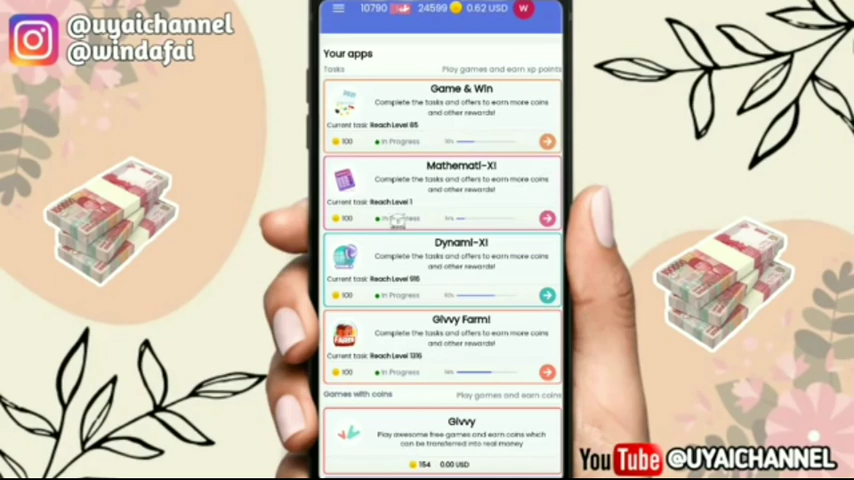 @uyaichannel
@windafai
10790 24599 0.62 USD W
Your apps
Tasks Play games and earn xp points
Game & Win
Complete the tasks and offers to earn more coins
and other rewards!
Current task: Reach Level 85
100 In Progress
Mathemati-X!
Complete the tasks and offers to earn more coins
and other rewards!
Current task: Reach Level 1
100
Dynami-X!
Complete the tasks and offers to earn more coins
and other rewards!
Current task: Reach Level 916
100 In Progress
Givvy Farm!
Complete the tasks and offers to earn more coins
and other rewards!
FARM
Current task: Reach Level 1316
100 In Progress
Games with coins Play games and earn coins
Givvy
Play awesome free games and earn coins which
can be transferred into real money
154 0.00 USD
YouTube @UYAICHANNEL